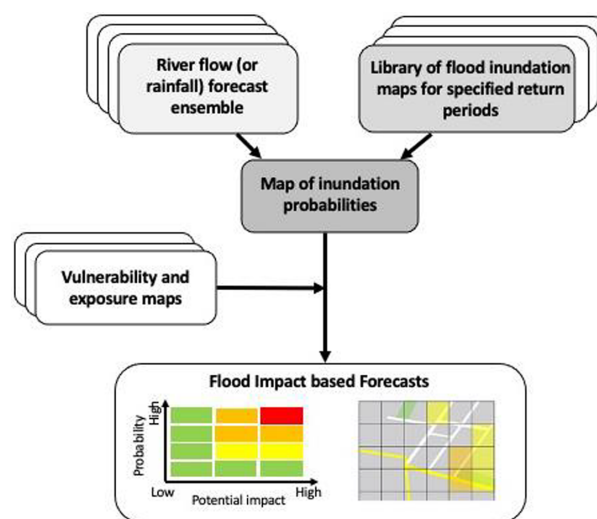 River flow (or
rainfall) forecast
ensemble
Library of flood inundation
maps for specified return
periods
Map of inundation
probabilities
Vulnerability and
exposure maps
Flood Impact based Forecasts
High
Probability
Low
Potential impact
High